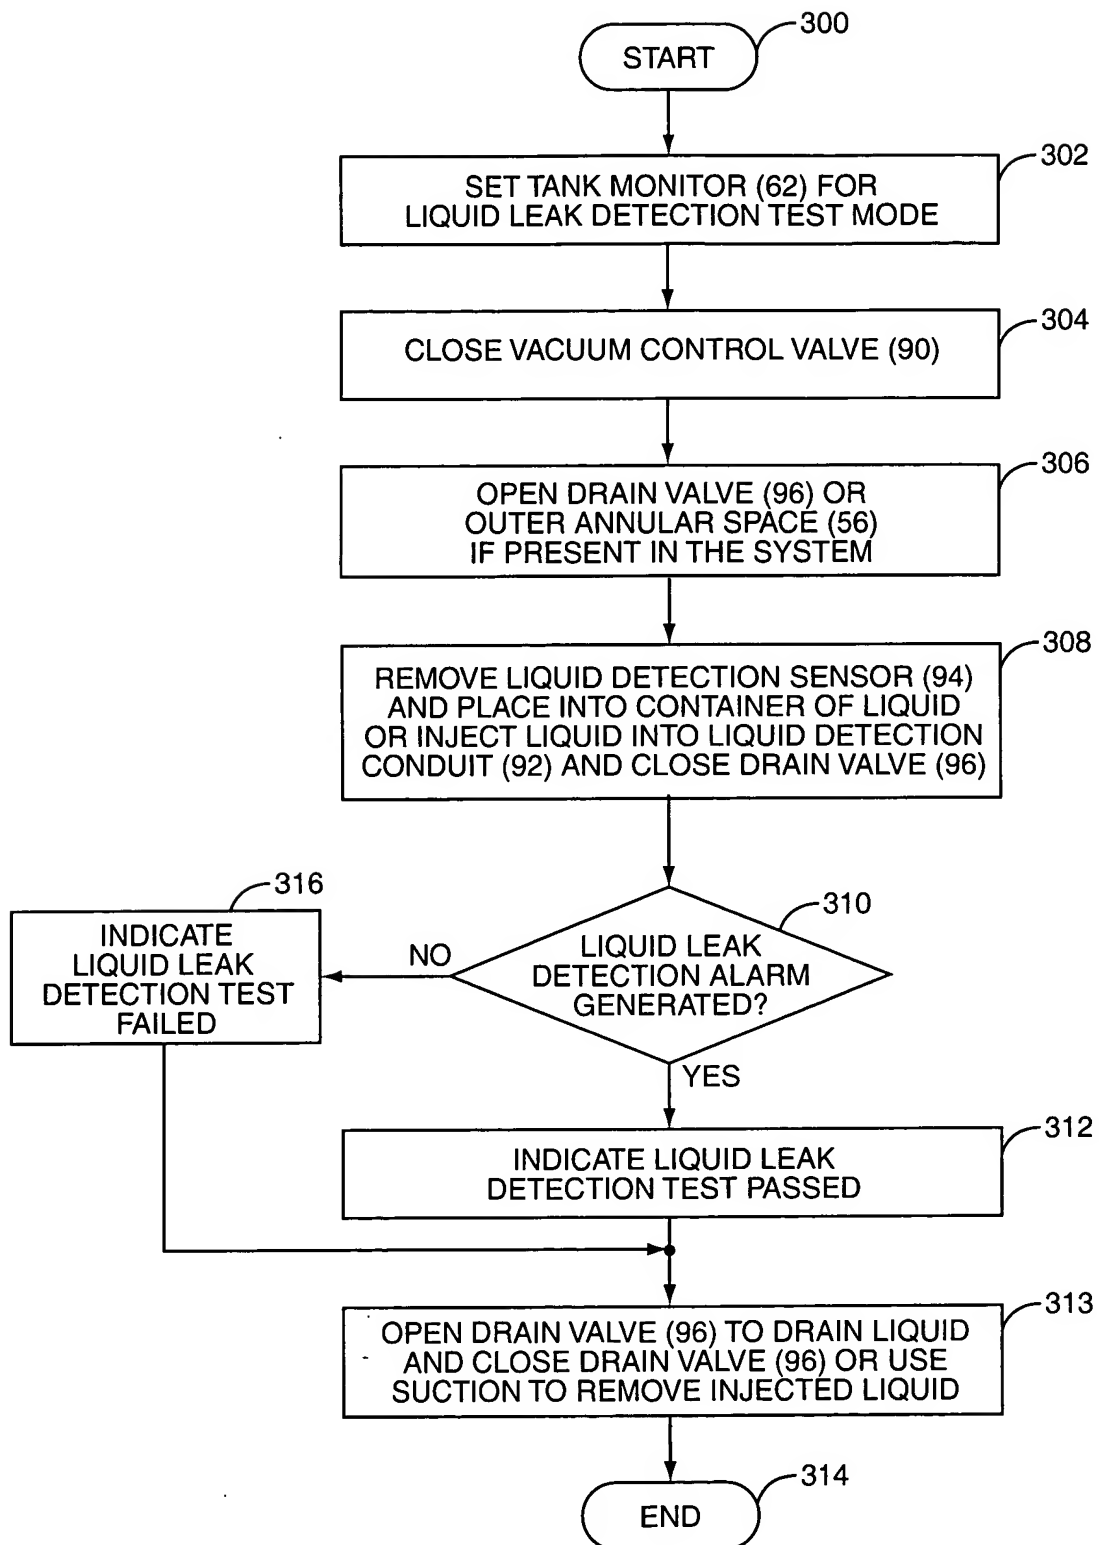 300
START
302
SET TANK MONITOR (62) FOR
LIQUID LEAK DETECTION TEST MODE
304
CLOSE VACUUM CONTROL VALVE (90)
306
OPEN DRAIN VALVE (96) OR
OUTER ANNULAR SPACE (56)
IF PRESENT IN THE SYSTEM
308
REMOVE LIQUID DETECTION SENSOR (94)
AND PLACE INTO CONTAINER OF LIQUID
OR INJECT LIQUID INTO LIQUID DETECTION
CONDUIT (92) AND CLOSE DRAIN VALVE (96)
316
INDICATE
LIQUID LEAK
DETECTION TEST
FAILED
NO
310
LIQUID LEAK
DETECTION ALARM
GENERATED?
YES
312
INDICATE LIQUID LEAK
DETECTION TEST PASSED
313
OPEN DRAIN VALVE (96) TO DRAIN LIQUID
AND CLOSE DRAIN VALVE (96) OR USE
SUCTION TO REMOVE INJECTED LIQUID
314
END